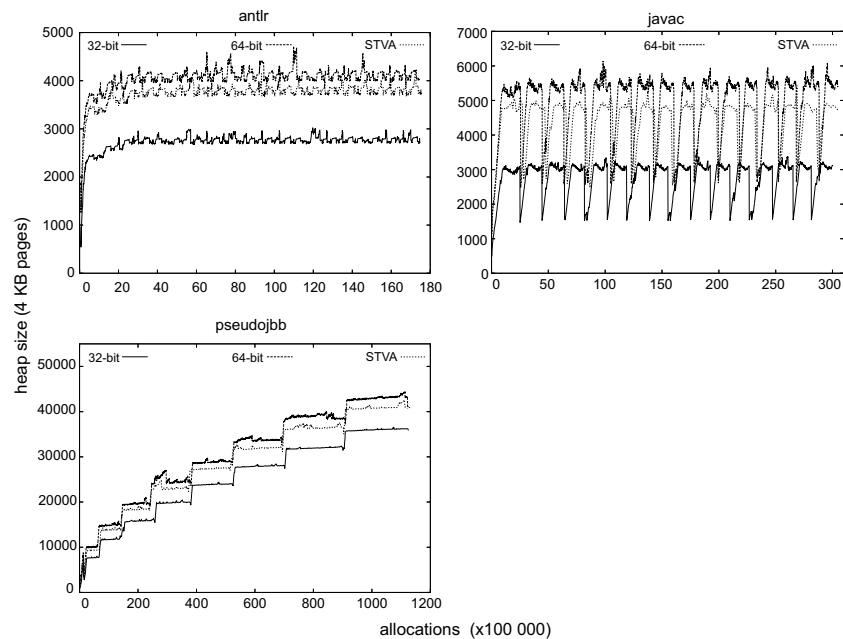 antlr
32-bit 64-bit STVA
5000
4000
3000
2000
1000
0
0 20 40 60 80 100 120 140 160 180
javac
32-bit 64-bit STVA
7000
6000
5000
4000
3000
2000
1000
0
0 50 100 150 200 250 300
pseudojbb
32-bit 64-bit STVA
50000
40000
30000
20000
10000
0
0 200 400 600 800 1000 1200
heap size (4 KB pages)
allocations (x100 000)